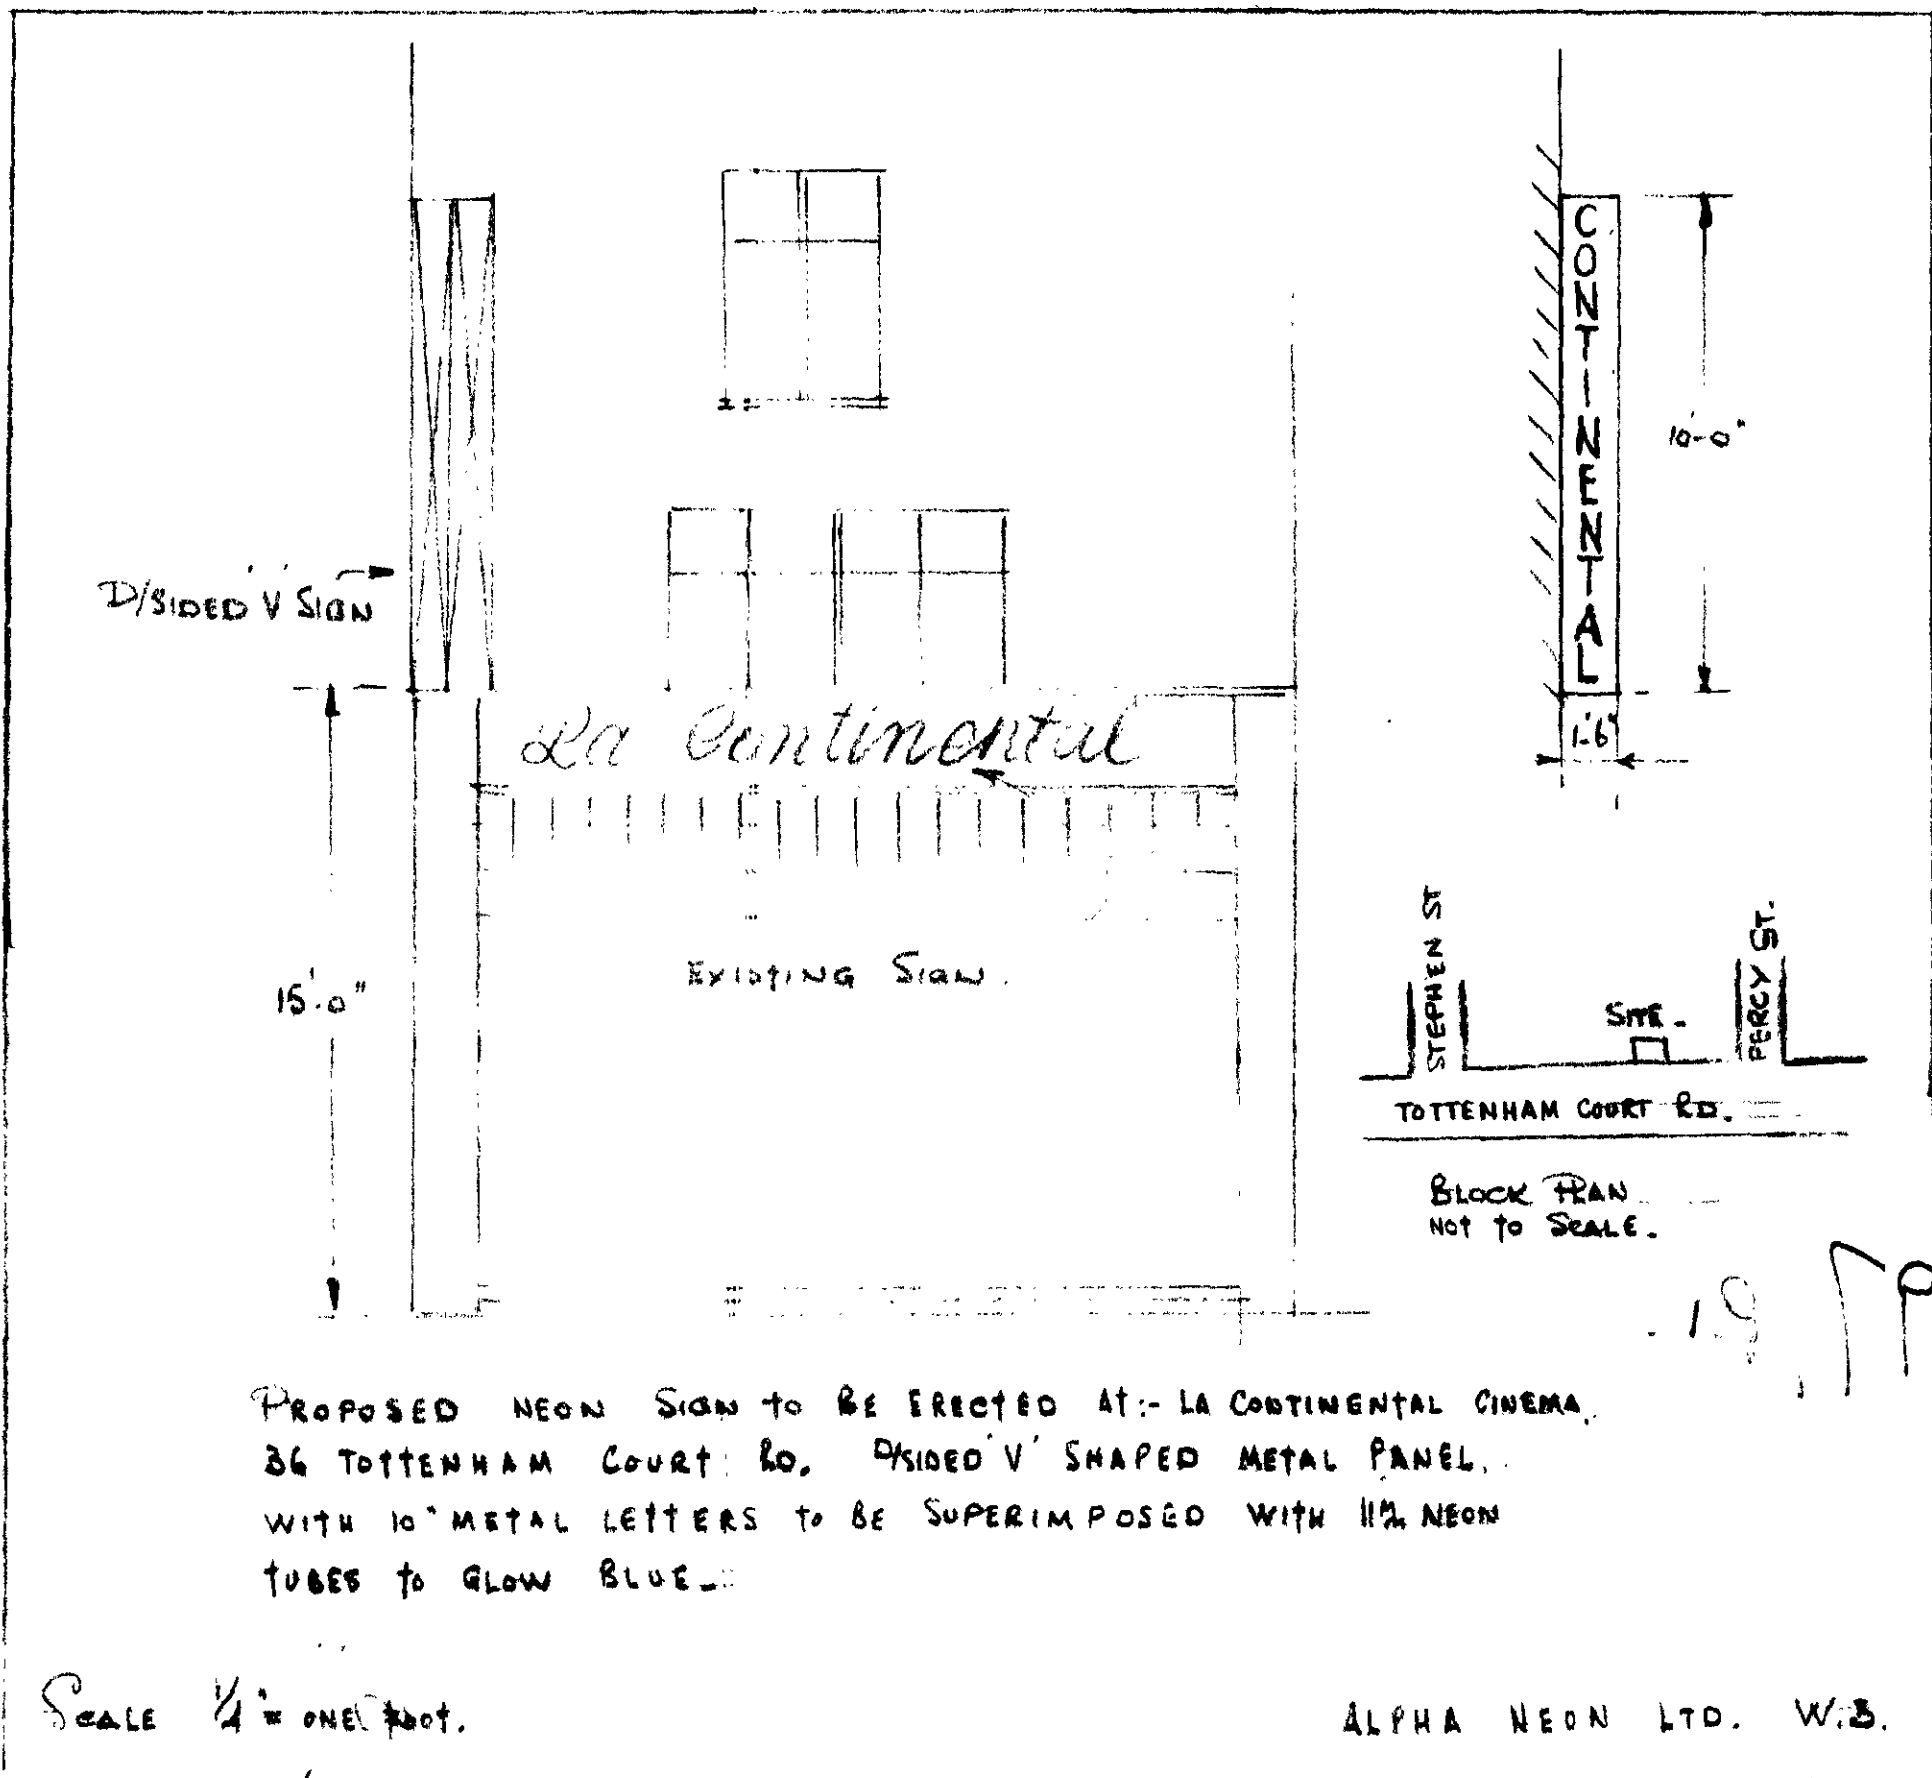 CONTINENTAL
10'-0"
D/SIDED 'V' SIGN
La Continental
1'-6"
15'-0"
EXISTING SIGN.
STEPHEN ST
PERCY ST.
SITE-
TOTTENHAM COURT RD.
BLOCK PLAN
NOT TO SCALE.
PROPOSED NEON SIGN TO BE ERECTED AT:- LA CONTINENTAL CINEMA,
36 TOTTENHAM COURT RD. D/SIDED 'V' SHAPED METAL PANEL.
WITH 10" METAL LETTERS TO BE SUPERIMPOSED WITH NEON
TUBES TO GLOW BLUE-
SCALE 1/4" = ONE FOOT.
ALPHA NEON LTD. W.3.